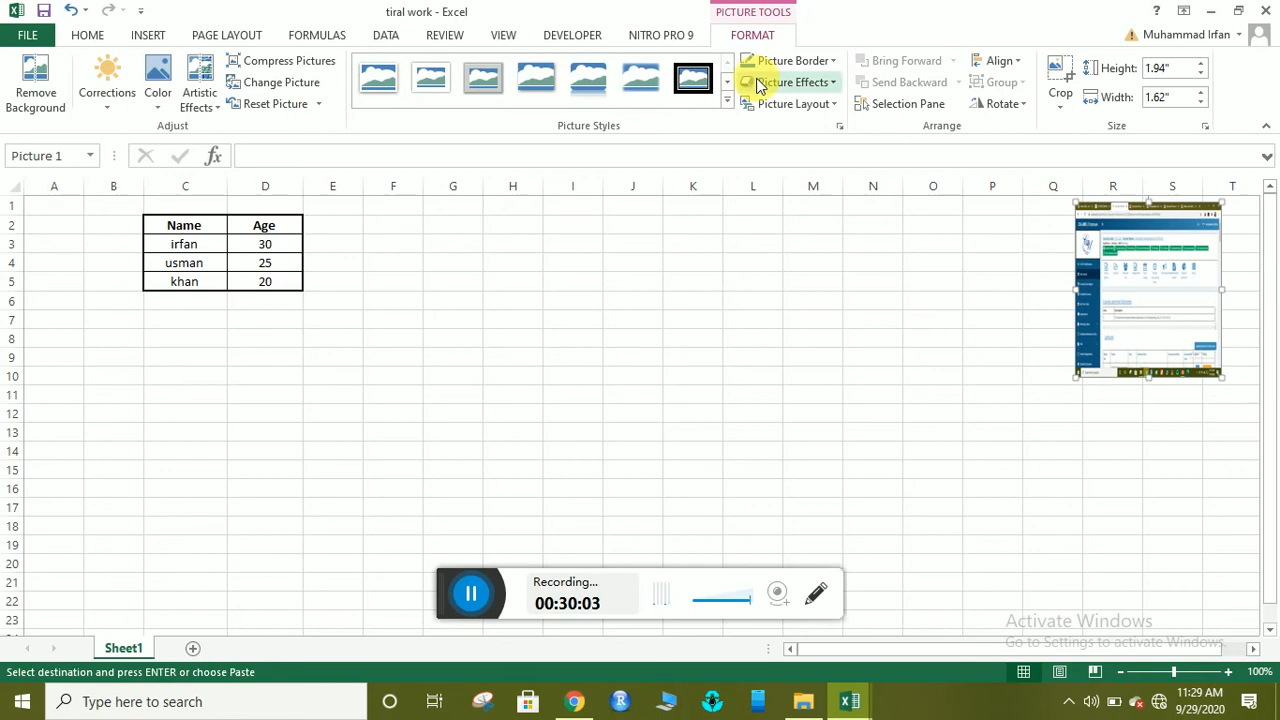 tiral work - Excel
PICTURE TOOLS
FILE HOME INSERT PAGE LAYOUT FORMULAS DATA REVIEW VIEW DEVELOPER NITRO PRO 9 FORMAT
Muhammad Irfan
Remove Background
Corrections
Color
Artistic Effects
Compress Pictures
Change Picture
Reset Picture
Adjust
Picture Styles
Picture Border
Picture Effects
Picture Layout
Bring Forward
Send Backward
Selection Pane
Align
Group
Rotate
Arrange
Crop
Height: 1.94"
Width: 1.62"
Size
Picture 1
fx
A B C D E F G H I J K L M N O P Q R S T
1
2 Name Age
3 irfan 30
4 usman 25
5 khan 20
6
7
8
9
10
11
12
13
14
15
16
17
18
19
20
21
22
23
Recording...
00:30:03
Activate Windows
Go to Settings to activate Windows.
Sheet1
Select destination and press ENTER or choose Paste
100%
Type here to search
11:29 AM
9/29/2020